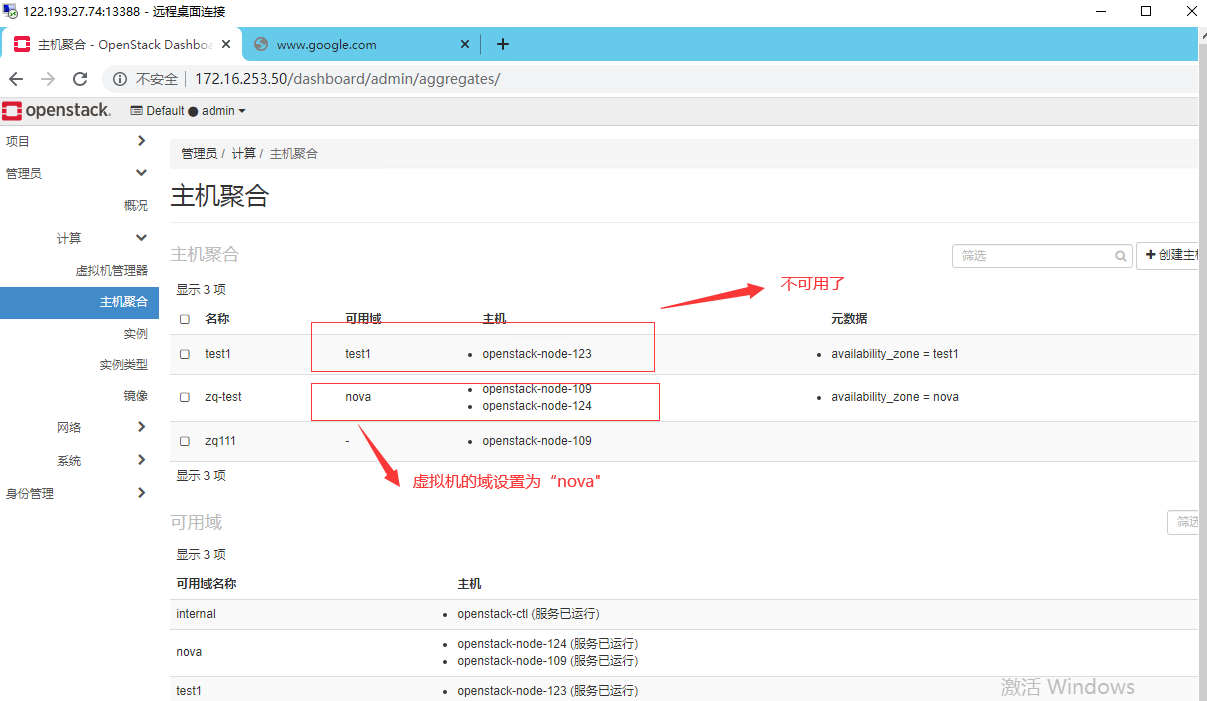 122.193.27.74:13388 - 远程桌面连接
主机聚合 - OpenStack Dashboa
www.google.com
不安全 172.16.253.50/dashboard/admin/aggregates/
openstack. Default admin
项目
管理员
概况
计算
虚拟机管理器
主机聚合
实例
实例类型
镜像
网络
系统
身份管理
管理员 / 计算 / 主机聚合
主机聚合
主机聚合
筛选
创建主机
不可用了
显示 3 项
名称 可用域 主机 元数据
test1 test1 openstack-node-123 availability_zone = test1
zq-test nova openstack-node-109 availability_zone = nova
openstack-node-124
zq111 - openstack-node-109
显示 3 项
虚拟机的域设置为“nova"
可用域
筛选
显示 3 项
可用域名称 主机
internal openstack-ctl (服务已运行)
nova openstack-node-124 (服务已运行)
openstack-node-109 (服务已运行)
test1 openstack-node-123 (服务已运行)
激活 Windows